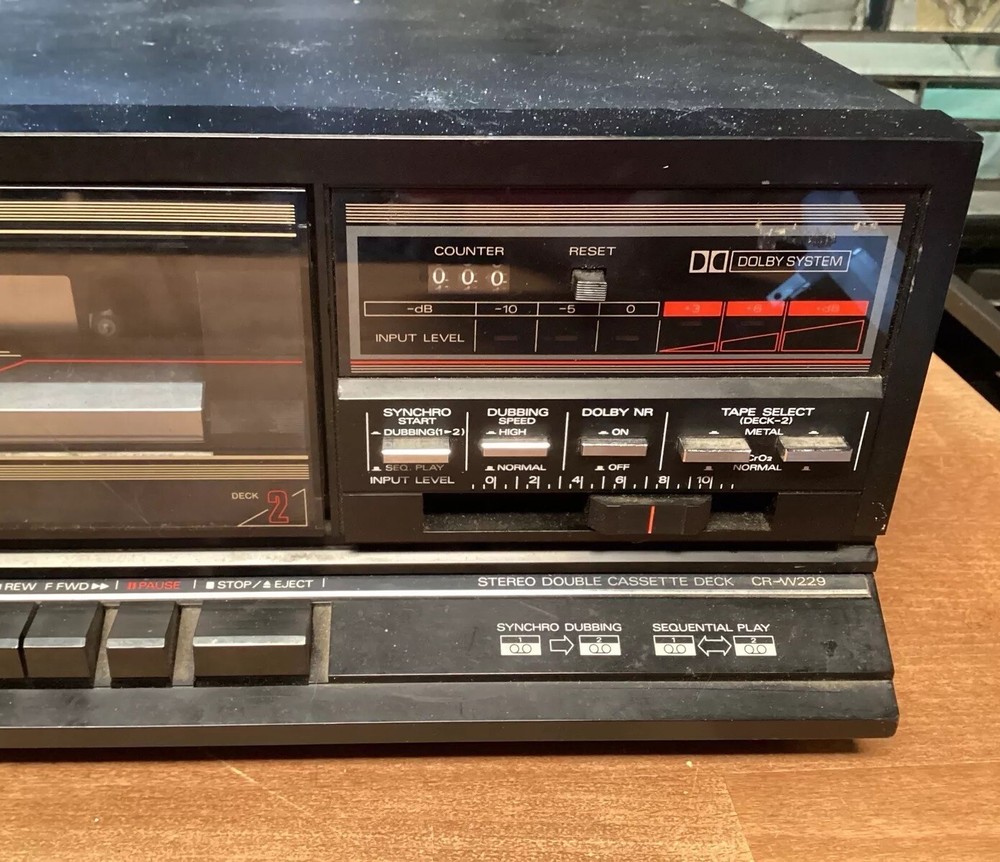 COUNTER RESET
000
DOLBY SYSTEM
-dB -10 -5 0 +3 +6 +dB
INPUT LEVEL
SYNCHRO START DUBBING SPEED DOLBY NR TAPE SELECT
(DECK-2)
DUBBING(1►2) HIGH ON METAL
CrO₂
SEQ. PLAY NORMAL OFF NORMAL
INPUT LEVEL 0 2 4 6 8 10
DECK 2
REW F FWD ►► PAUSE STOP/EJECT
STEREO DOUBLE CASSETTE DECK CR-W229
SYNCHRO DUBBING SEQUENTIAL PLAY
1 2 1 2